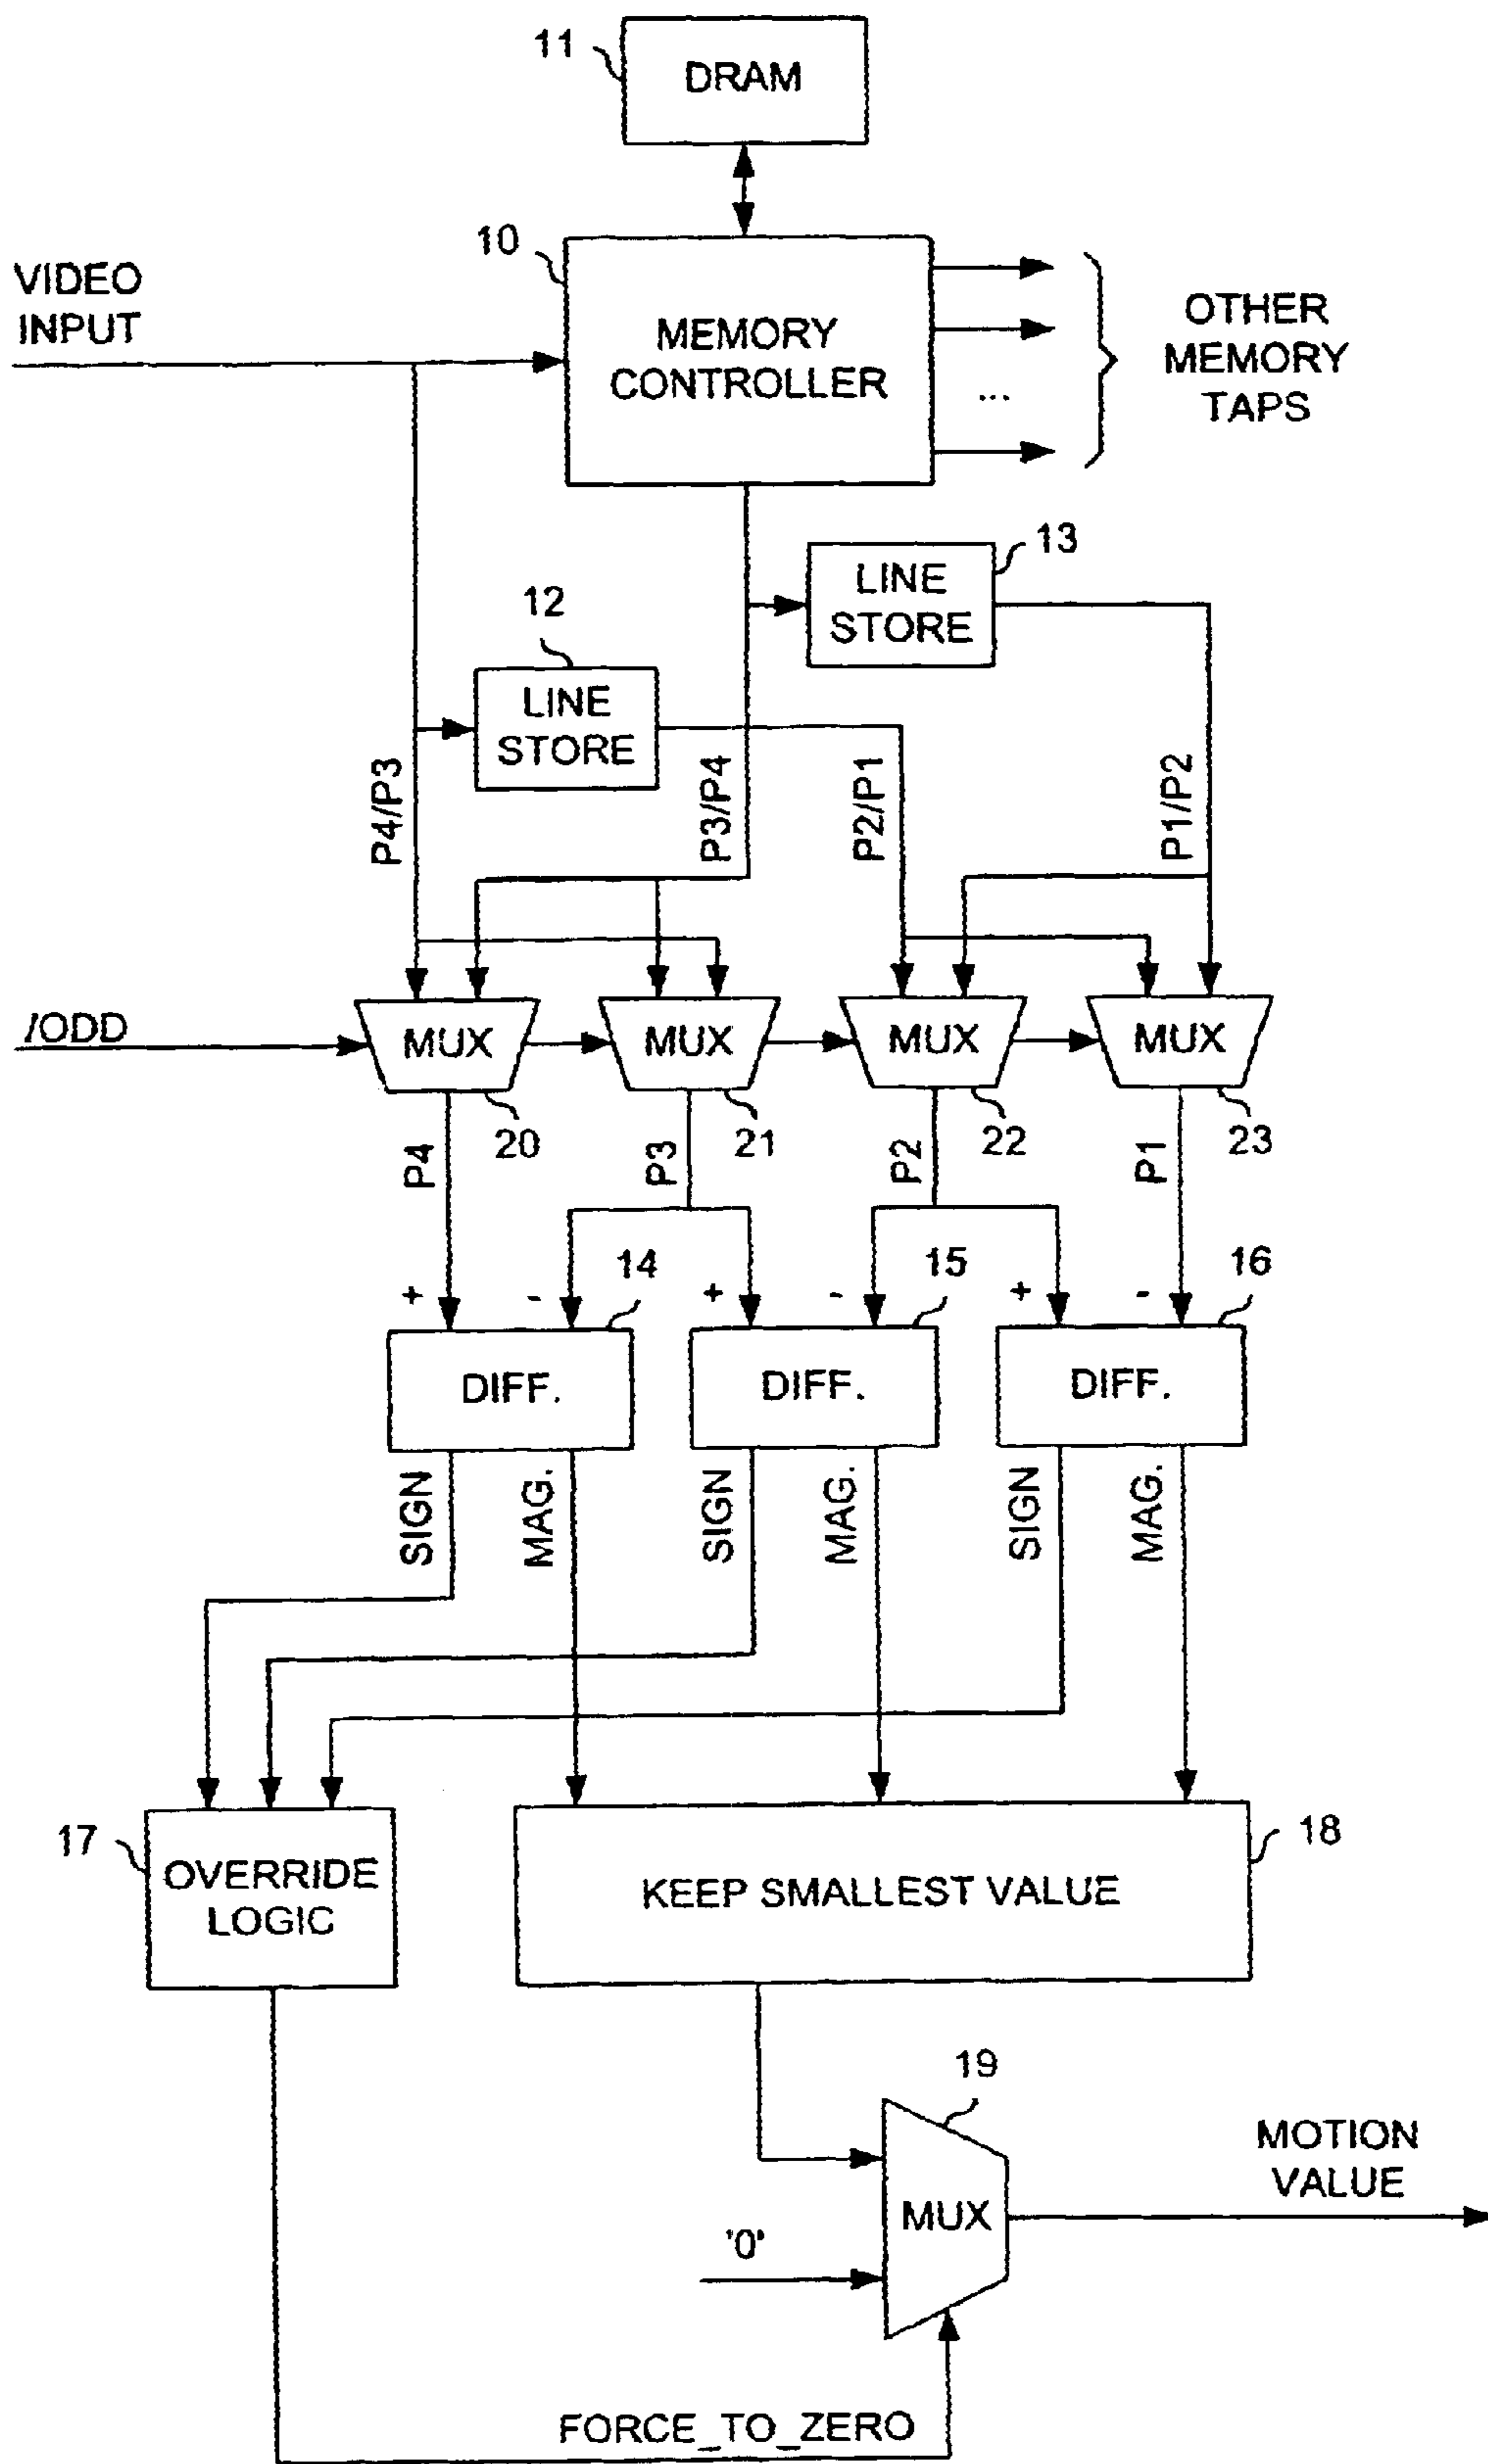 11
DRAM
10
VIDEO
INPUT
MEMORY
CONTROLLER
...
OTHER
MEMORY
TAPS
13
LINE
STORE
12
LINE
STORE
P4/P3
P3/P4
P2/P1
P1/P2
/ODD
MUX
MUX
MUX
MUX
20
21
22
23
P4
P3
P2
P1
14
15
16
+
-
+
-
+
-
DIFF.
DIFF.
DIFF.
SIGN
MAG.
SIGN
MAG.
SIGN
MAG.
17
OVERRIDE
LOGIC
18
KEEP SMALLEST VALUE
19
MUX
'0'
MOTION
VALUE
FORCE_TO_ZERO